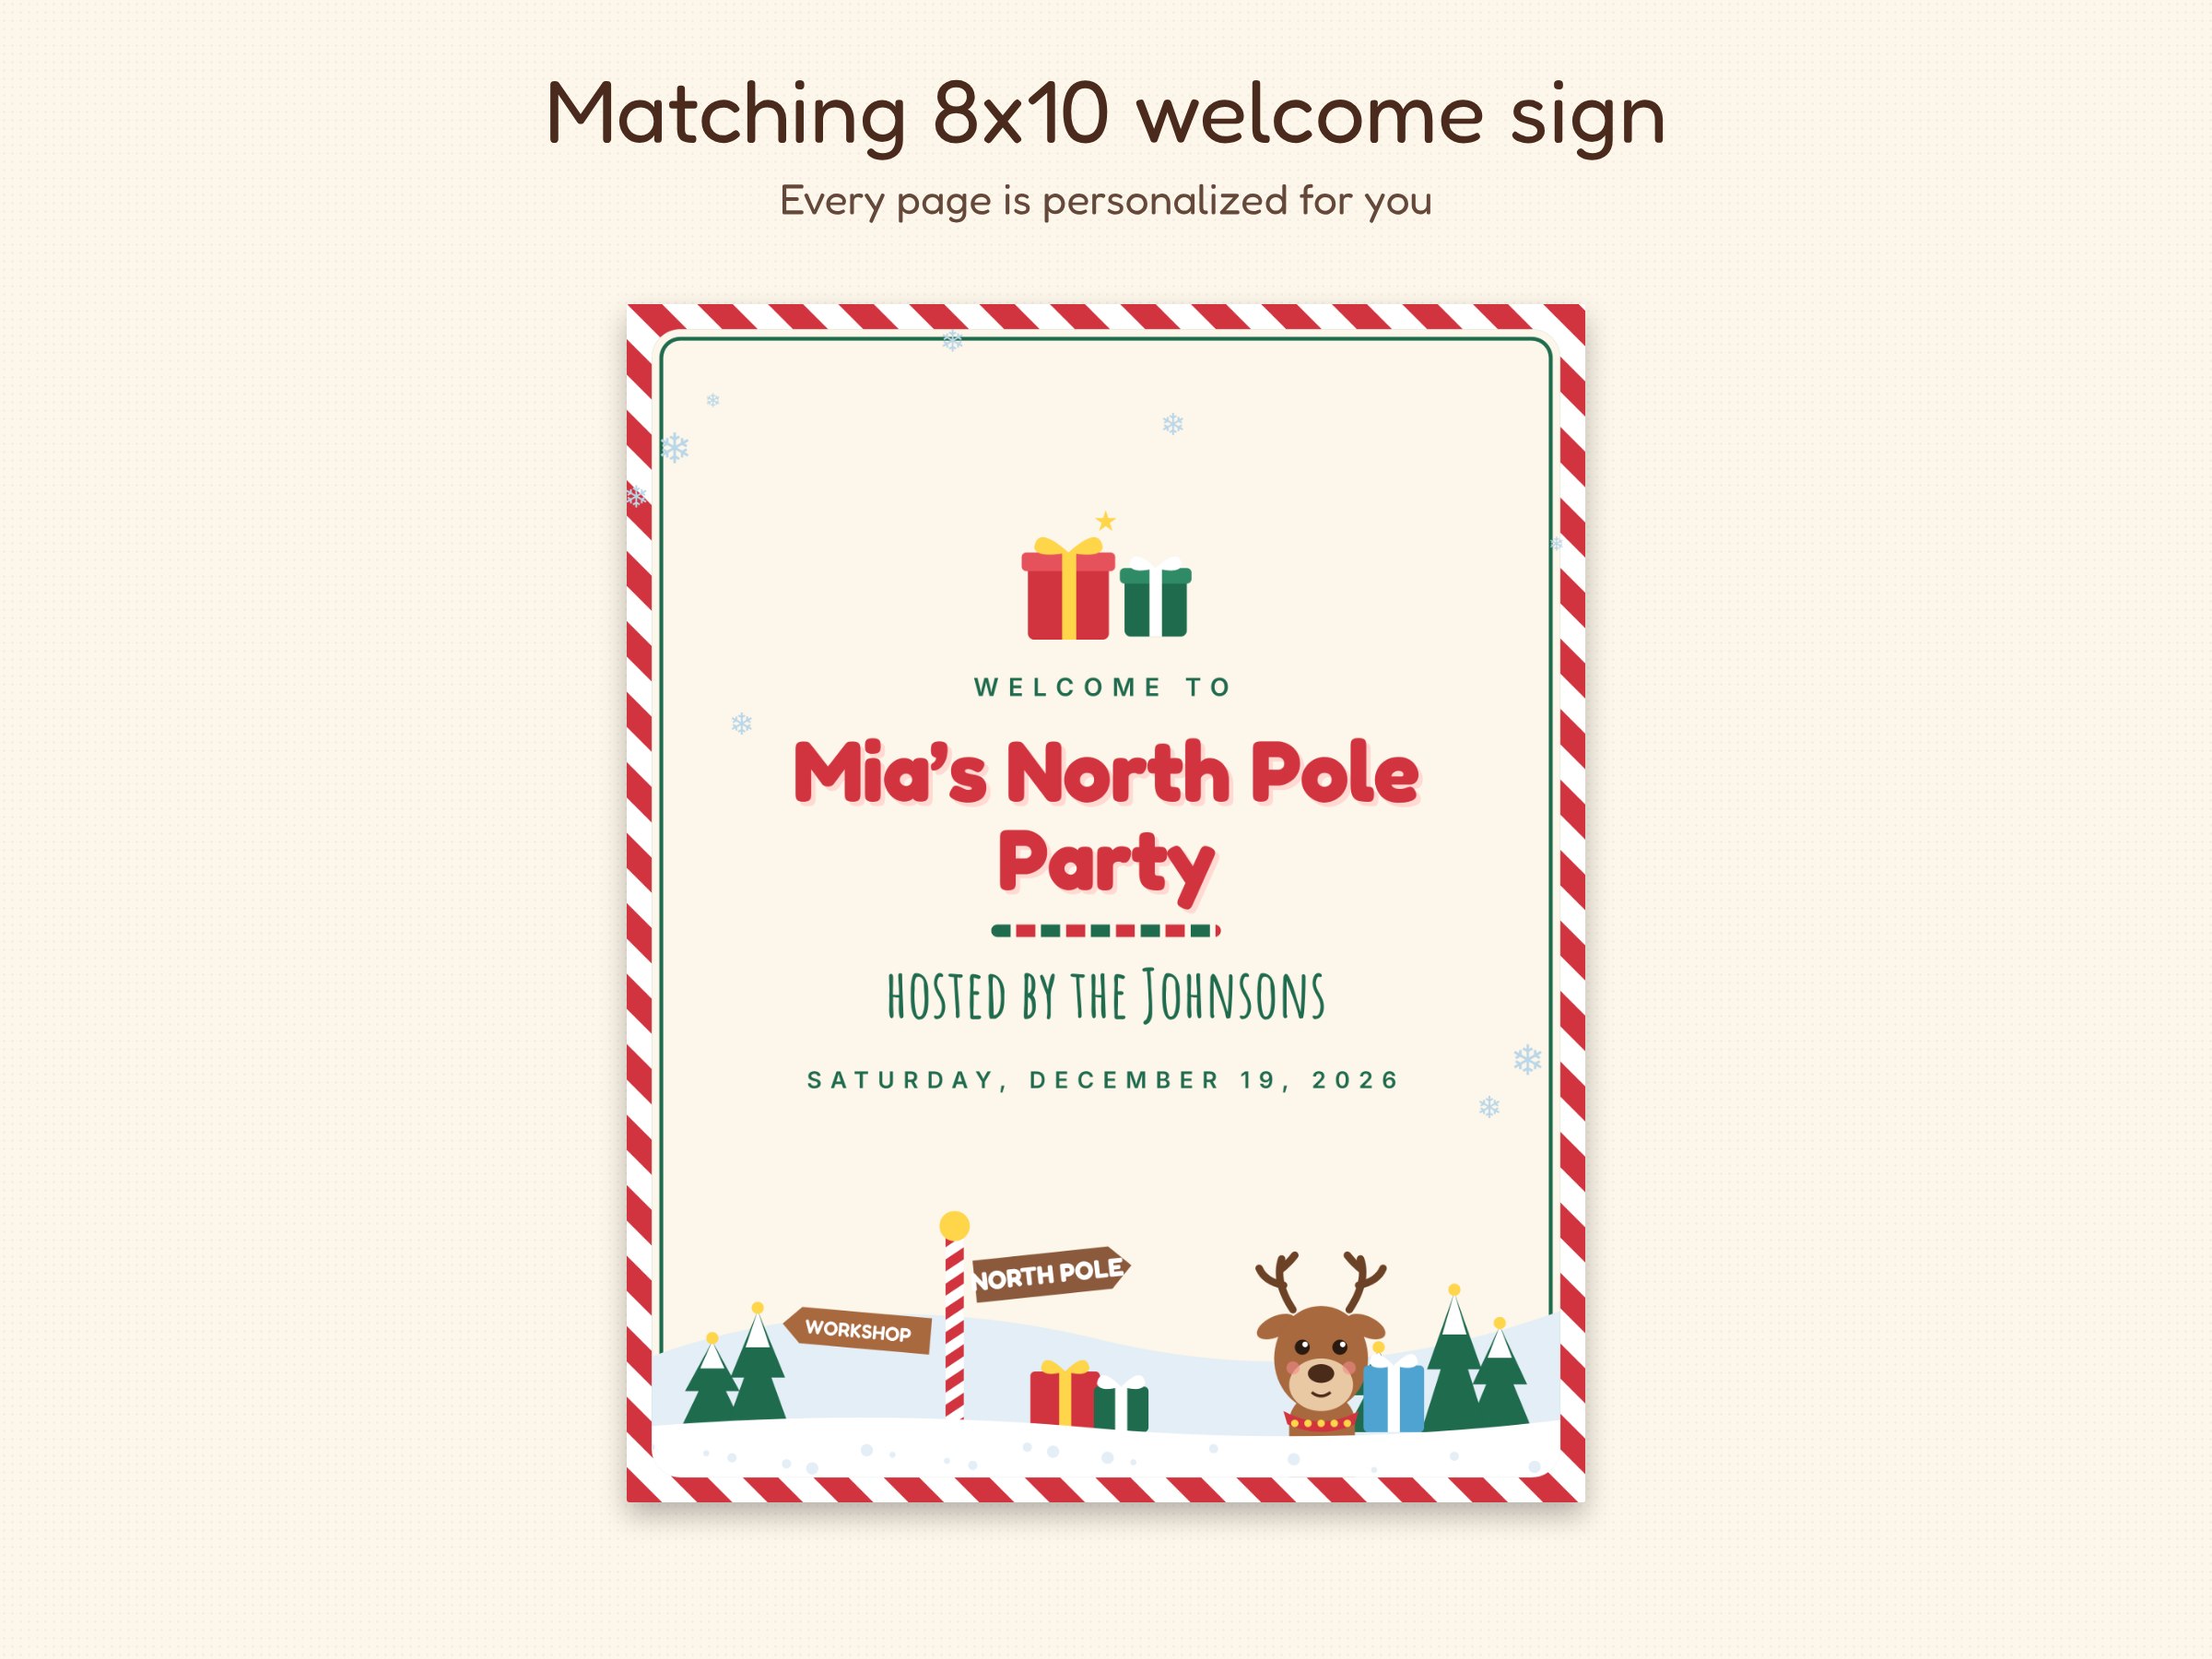 Matching 8x10 welcome sign
Every page is personalized for you
WELCOME TO
Mia’s North Pole
Party
HOSTED BY THE JOHNSONS
SATURDAY, DECEMBER 19, 2026
NORTH POLE
WORKSHOP